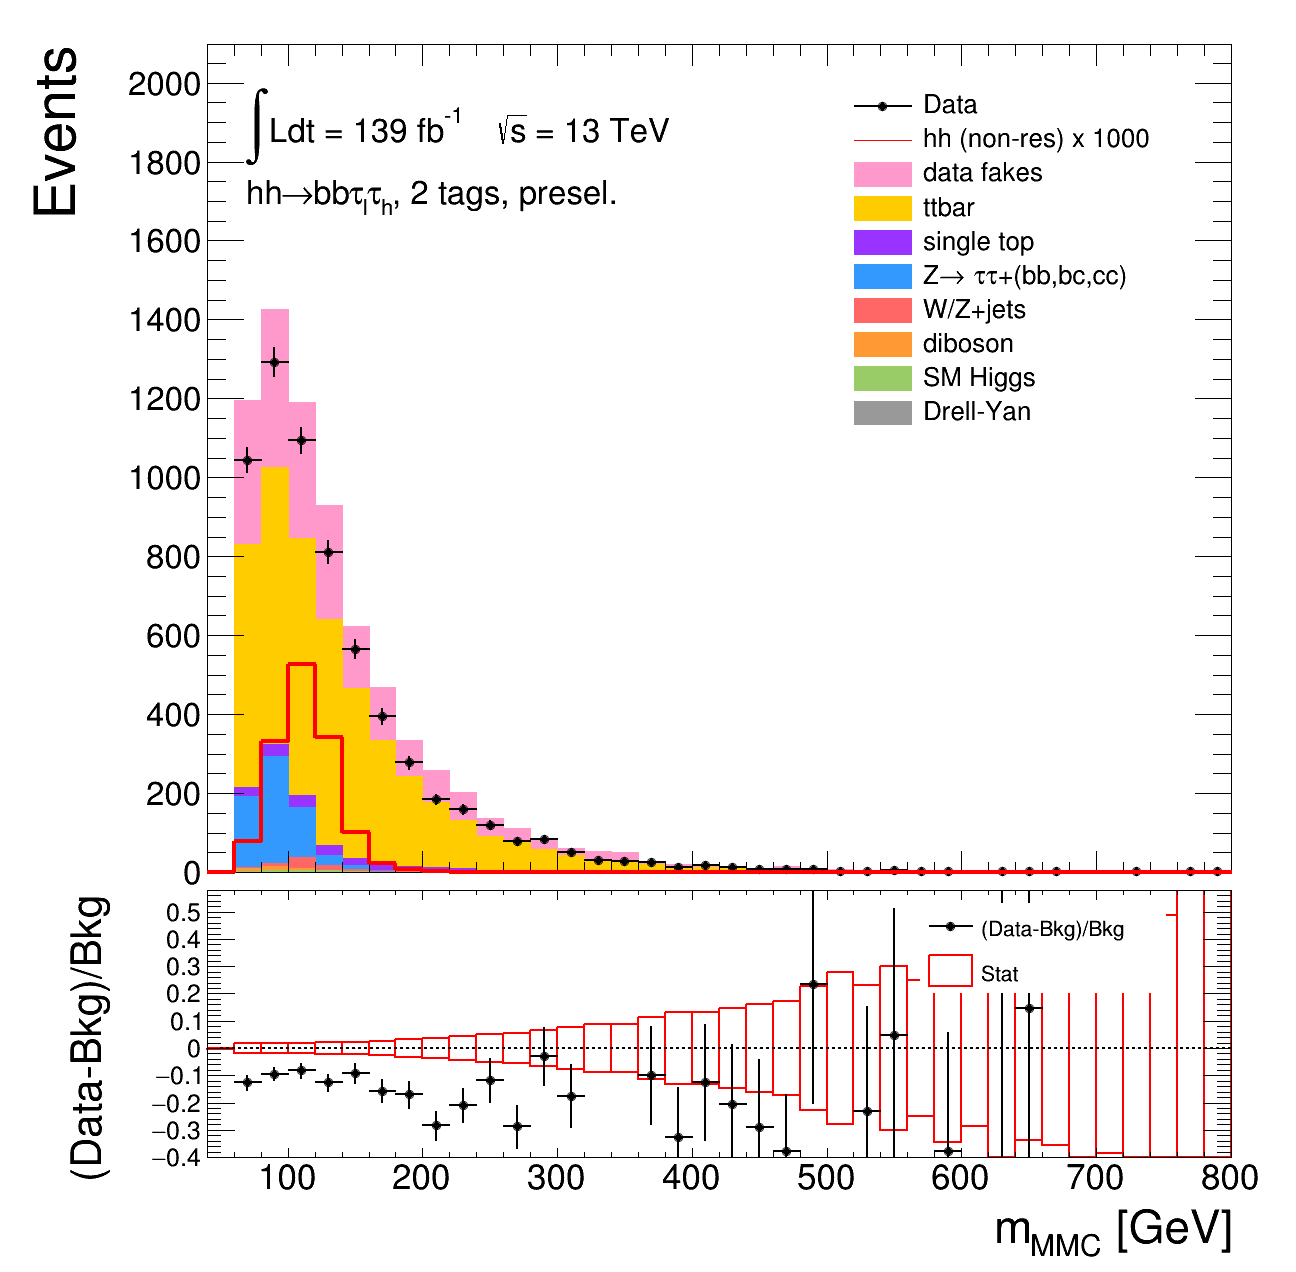 Events
2000
1800
1600
1400
1200
1000
800
600
400
200
0
∫Ldt = 139 fb⁻¹ √s = 13 TeV
hh→bbτ_lτ_h, 2 tags, presel.
Data
hh (non-res) x 1000
data fakes
ttbar
single top
Z→ ττ+(bb,bc,cc)
W/Z+jets
diboson
SM Higgs
Drell-Yan
(Data-Bkg)/Bkg
0.5
0.4
0.3
0.2
0.1
0
−0.1
−0.2
−0.3
−0.4
(Data-Bkg)/Bkg
Stat
100 200 300 400 500 600 700 800
m_MMC [GeV]